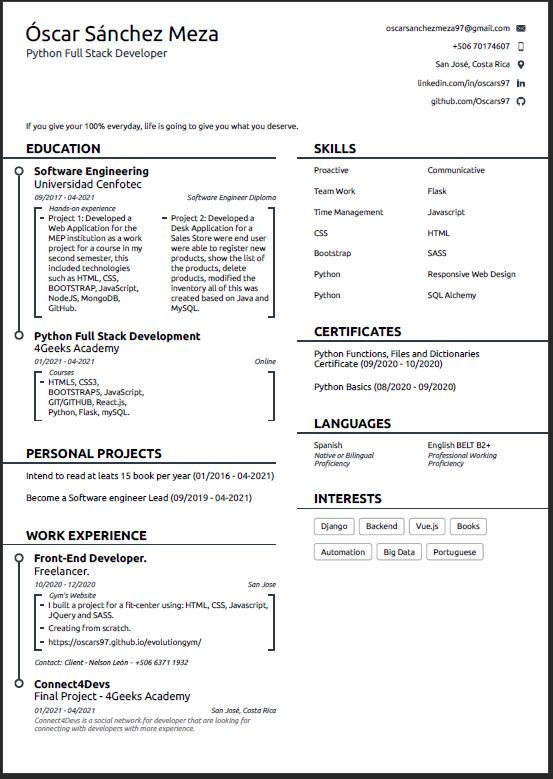 Óscar Sánchez Meza
Python Full Stack Developer
oscarsanchezmeza97@gmail.com
+506 70174607
San José, Costa Rica
linkedin.com/in/oscars97
github.com/Oscars97
If you give your 100% everyday, life is going to give you what you deserve.
EDUCATION
Software Engineering
Universidad Cenfotec
09/2017 - 04-2021 Software Engineer Diploma
Hands-on experience
Project 1: Developed a
Web Application for the
MEP institution as a work
project for a course in my
second semester, this
included technologies
such as HTML, CSS,
BOOTSTRAP, JavaScript,
NodeJS, MongoDB,
GitHub.
Project 2: Developed a
Desk Application for a
Sales Store were end user
were able to register new
products, show the list of
the products, delete
products, modified the
inventory all of this was
created based on Java and
MySQL.
Python Full Stack Development
4Geeks Academy
01/2021 - 04-2021 Online
Courses
HTML5, CSS3,
BOOTSTRAPS, JavaScript,
GIT/GITHUB, React.js,
Python, Flask, mySQL.
PERSONAL PROJECTS
Intend to read at leats 15 book per year (01/2016 - 04-2021)
Become a Software engineer Lead (09/2019 - 04-2021)
WORK EXPERIENCE
Front-End Developer.
Freelancer.
10/2020 - 12/2020 San Jose
Gym's Website
I built a project for a fit-center using: HTML, CSS, Javascript,
JQuery and SASS.
Creating from scratch.
https://oscars97.github.io/evolutiongym/
Contact: Client - Nelson León - +506 6371 1932
Connect4Devs
Final Project - 4Geeks Academy
01/2021 - 04/2021 San José, Costa Rica
Connect4Devs is a social network for developer that are looking for
connecting with developers with more experience.
SKILLS
Proactive Communicative
Team Work Flask
Time Management Javascript
CSS HTML
Bootstrap SASS
Python Responsive Web Design
Python SQL Alchemy
CERTIFICATES
Python Functions, Files and Dictionaries
Certificate (09/2020 - 10/2020)
Python Basics (08/2020 - 09/2020)
LANGUAGES
Spanish
Native or Bilingual
Proficiency
English BELT B2+
Professional Working
Proficiency
INTERESTS
Django Backend Vue.js Books
Automation Big Data Portuguese